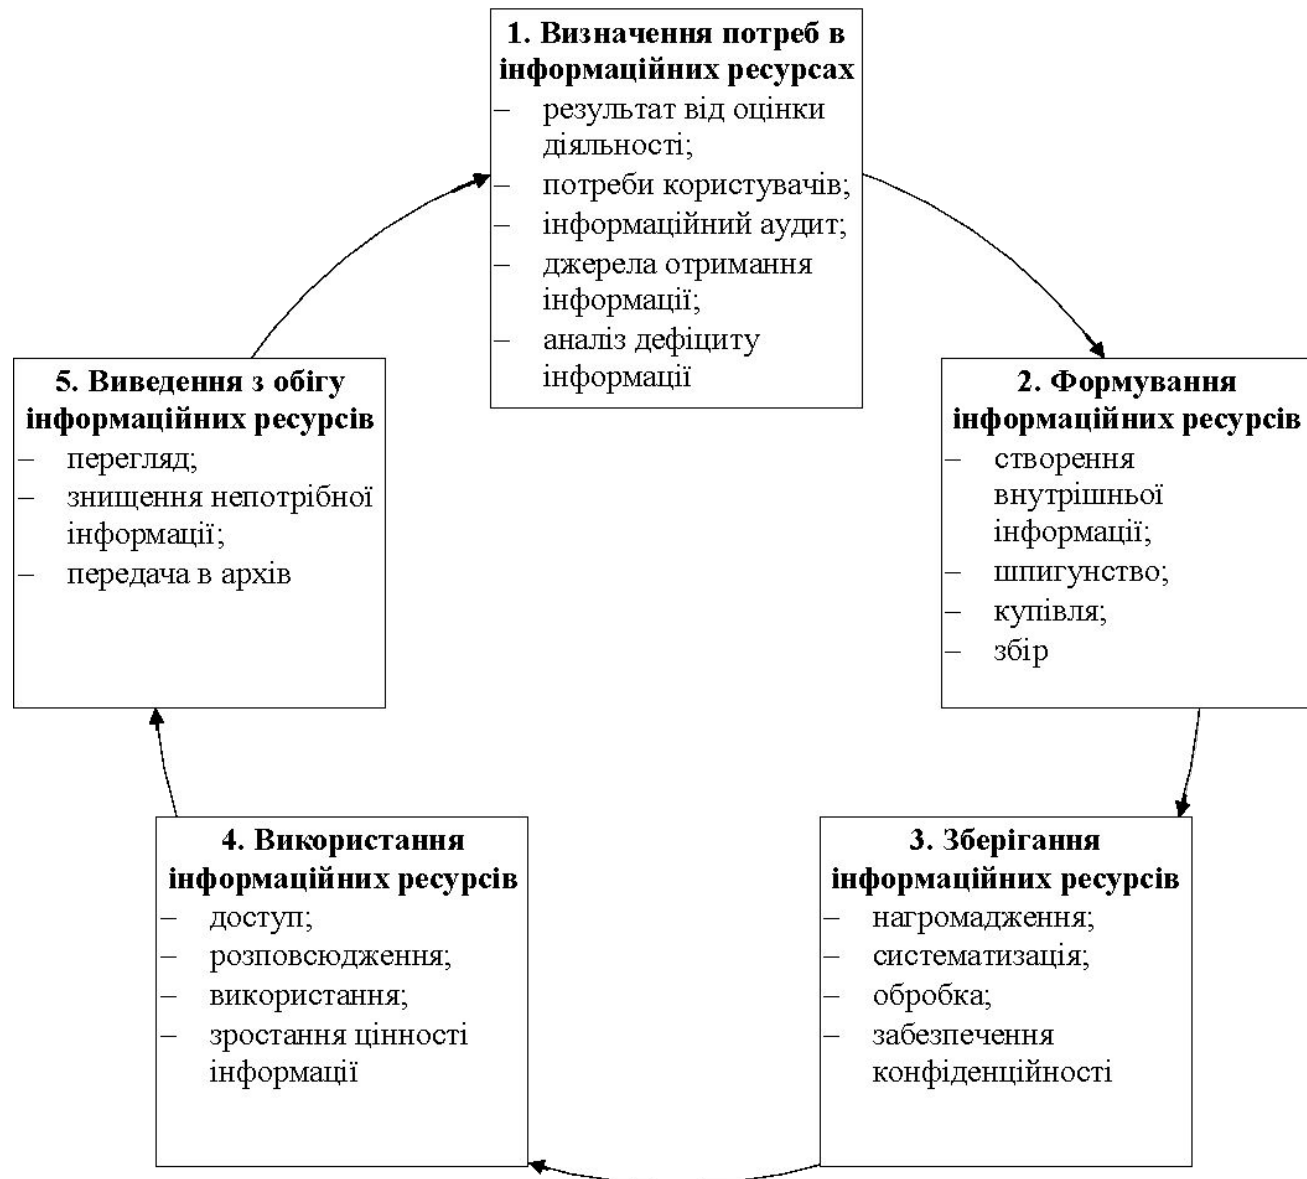 1. Визначення потреб в
інформаційних ресурсах
– результат від оцінки
діяльності;
– потреби користувачів;
– інформаційний аудит;
– джерела отримання
інформації;
– аналіз дефіциту
інформації
2. Формування
інформаційних ресурсів
– створення
внутрішньої
інформації;
– шпигунство;
– купівля;
– збір
3. Зберігання
інформаційних ресурсів
– нагромадження;
– систематизація;
– обробка;
– забезпечення
конфіденційності
4. Використання
інформаційних ресурсів
– доступ;
– розповсюдження;
– використання;
– зростання цінності
інформації
5. Виведення з обігу
інформаційних ресурсів
– перегляд;
– знищення непотрібної
інформації;
– передача в архів